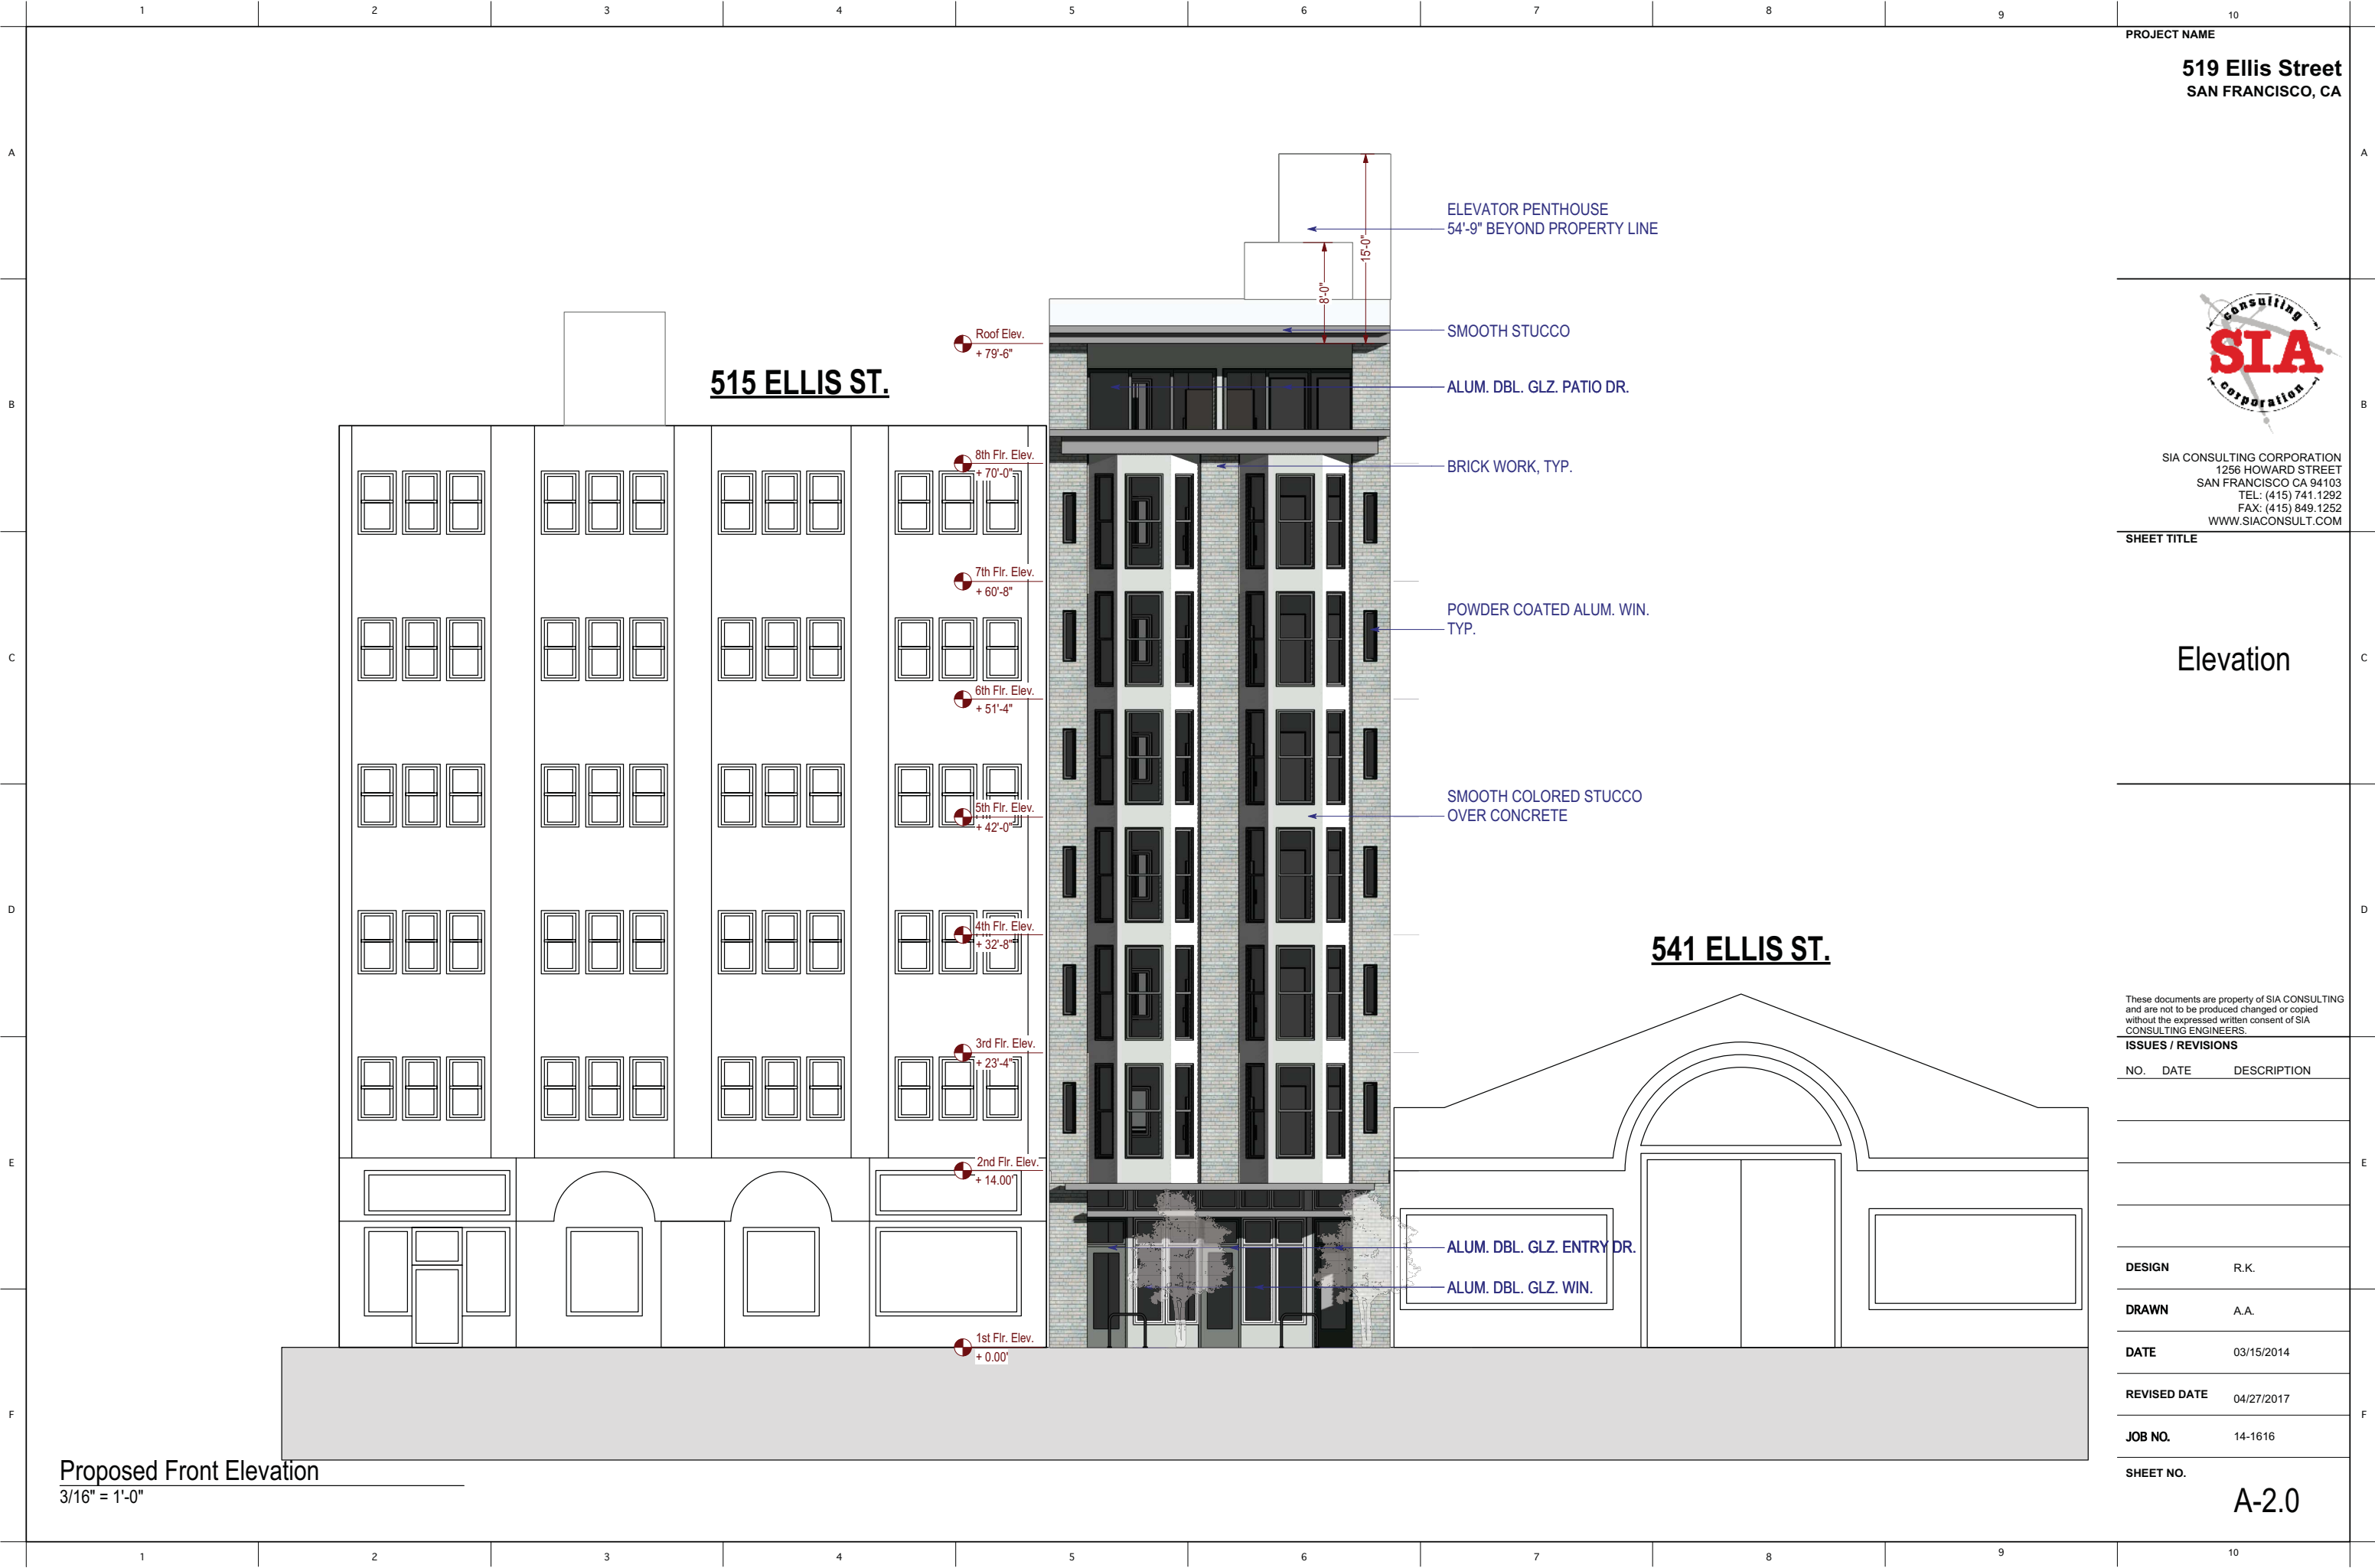 1 2 3 4 5 6 7 8 9 10
PROJECT NAME
519 Ellis Street
SAN FRANCISCO, CA
A A
ELEVATOR PENTHOUSE
54'-9" BEYOND PROPERTY LINE
15'-0"
8'-0"
consulting
SIA
corporation
SMOOTH STUCCO
Roof Elev.
+ 79'-6"
515 ELLIS ST.
ALUM. DBL. GLZ. PATIO DR.
B B
8th Flr. Elev.
+ 70'-0"
BRICK WORK, TYP.
SIA CONSULTING CORPORATION
1256 HOWARD STREET
SAN FRANCISCO CA 94103
TEL: (415) 741.1292
FAX: (415) 849.1252
WWW.SIACONSULT.COM
SHEET TITLE
7th Flr. Elev.
+ 60'-8"
POWDER COATED ALUM. WIN.
TYP.
Elevation
C C
6th Flr. Elev.
+ 51'-4"
SMOOTH COLORED STUCCO
OVER CONCRETE
5th Flr. Elev.
+ 42'-0"
D D
4th Flr. Elev.
+ 32'-8"
541 ELLIS ST.
These documents are property of SIA CONSULTING
and are not to be produced changed or copied
without the expressed written consent of SIA
CONSULTING ENGINEERS.
ISSUES / REVISIONS
NO. DATE DESCRIPTION
3rd Flr. Elev.
+ 23'-4"
E E
2nd Flr. Elev.
+ 14.00'
ALUM. DBL. GLZ. ENTRY DR.
ALUM. DBL. GLZ. WIN.
DESIGN R.K.
DRAWN A.A.
1st Flr. Elev.
+ 0.00'
DATE 03/15/2014
REVISED DATE 04/27/2017
F F
JOB NO. 14-1616
SHEET NO.
A-2.0
Proposed Front Elevation
3/16" = 1'-0"
1 2 3 4 5 6 7 8 9 10